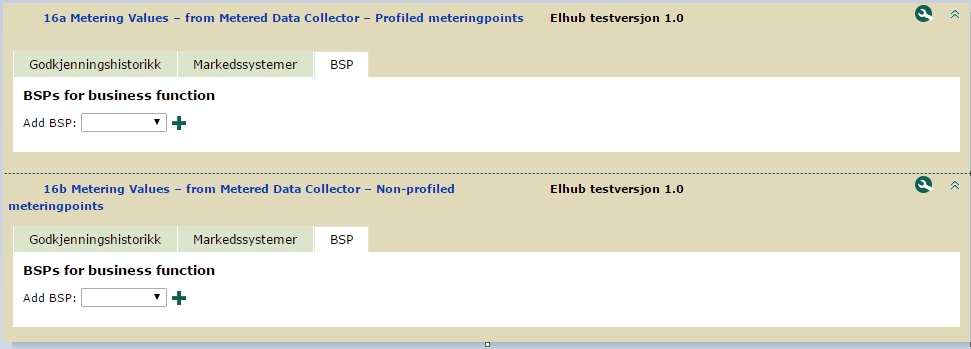 16a Metering Values – from Metered Data Collector – Profiled meteringpoints Elhub testversjon 1.0
Godkjenningshistorikk Markedssystemer BSP
BSPs for business function
Add BSP:
16b Metering Values – from Metered Data Collector – Non-profiled Elhub testversjon 1.0
meteringpoints
Godkjenningshistorikk Markedssystemer BSP
BSPs for business function
Add BSP: